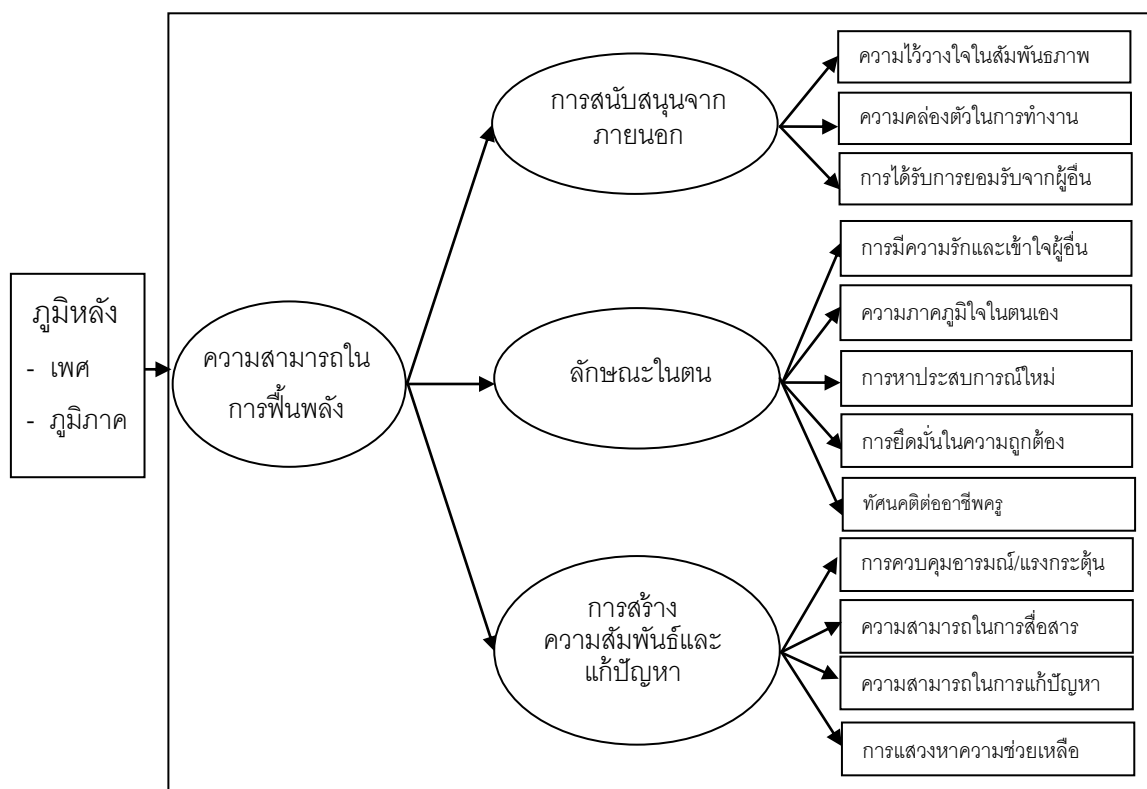 ภูมิหลัง
- เพศ
- ภูมิภาค
ความสามารถใน
การฟื้นพลัง
การสนับสนุนจาก
ภายนอก
ความไว้วางใจในสัมพันธภาพ
ความคล่องตัวในการทำงาน
การได้รับการยอมรับจากผู้อื่น
ลักษณะในตน
การมีความรักและเข้าใจผู้อื่น
ความภาคภูมิใจในตนเอง
การหาประสบการณ์ใหม่
การยึดมั่นในความถูกต้อง
ทัศนคติต่ออาชีพครู
การสร้าง
ความสัมพันธ์และ
แก้ปัญหา
การควบคุมอารมณ์/แรงกระตุ้น
ความสามารถในการสื่อสาร
ความสามารถในการแก้ปัญหา
การแสวงหาความช่วยเหลือ